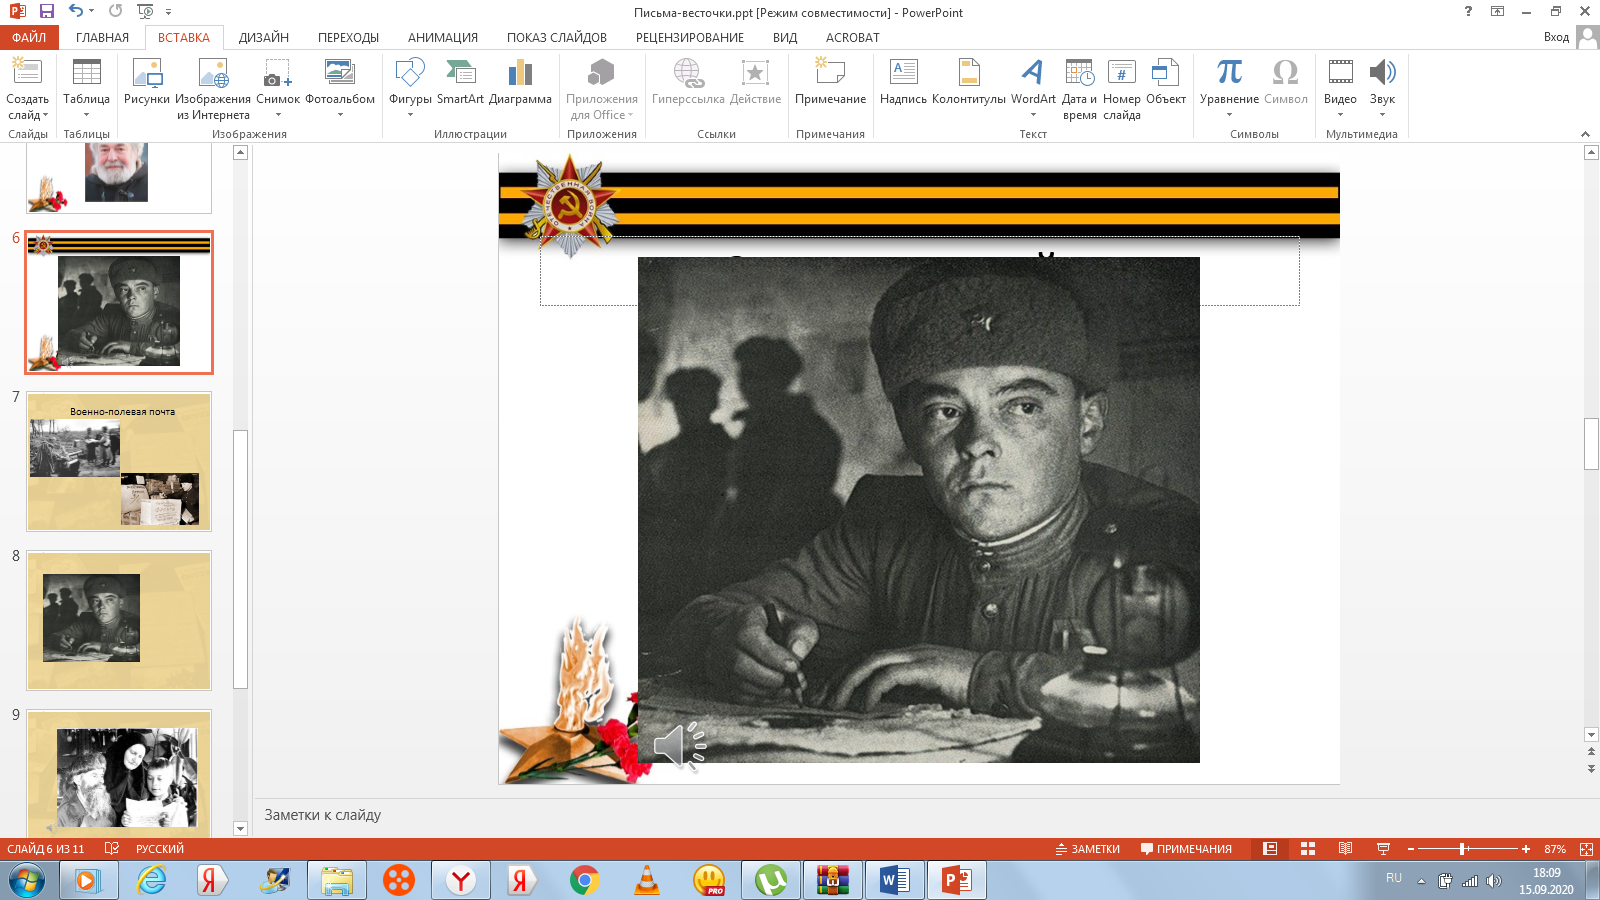 Письма-весточки.ppt [Режим совместимости] - PowerPoint
?
ФАЙЛ ГЛАВНАЯ ВСТАВКА ДИЗАЙН ПЕРЕХОДЫ АНИМАЦИЯ ПОКАЗ СЛАЙДОВ РЕЦЕНЗИРОВАНИЕ ВИД ACROBAT Вход
Создать слайд
Таблица
Рисунки
Изображения из Интернета
Снимок
Фотоальбом
Фигуры
SmartArt
Диаграмма
Приложения для Office
Гиперссылка
Действие
Примечание
Надпись
Колонтитулы
WordArt
Дата и время
Номер слайда
Объект
Уравнение
Символ
Видео
Звук
Слайды Таблицы Изображения Иллюстрации Приложения Ссылки Примечания Текст Символы Мультимедиа
6
7
Военно-полевая почта
8
9
ОТЕЧЕСТВЕННАЯ ВОЙНА
Заметки к слайду
СЛАЙД 6 ИЗ 11 РУССКИЙ ЗАМЕТКИ ПРИМЕЧАНИЯ 87%
PRO
RU
18:09
15.09.2020